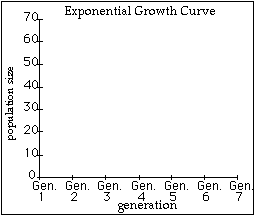 Exponential Growth Curve
population size
70
60
50
40
30
20
10
0
Gen. Gen. Gen. Gen. Gen. Gen. Gen.
1 2 3 4 5 6 7
generation